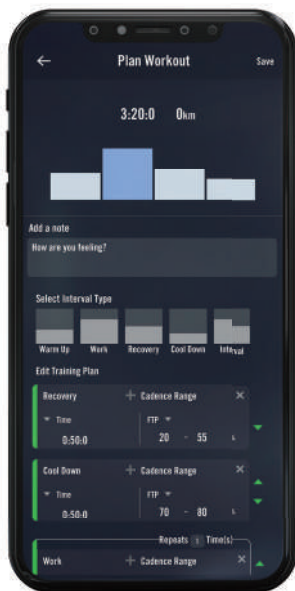 Plan Workout Save
3:20:0 0km
Add a note
How are you feeling?
Select Interval Type
Warm Up Work Recovery Cool Down Interval
Edit Training Plan
Recovery + Cadence Range ×
Time FTP
0:50:0 20 - 55
Cool Down + Cadence Range ×
Time FTP
0:50:0 70 - 80
Repeats 1 Time(s)
Work + Cadence Range ×